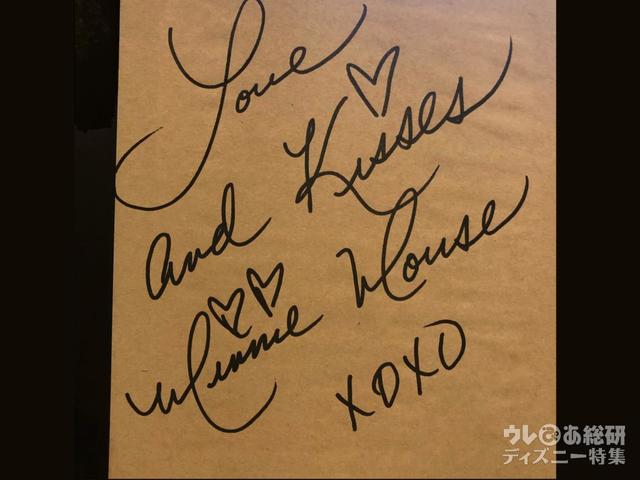 Love
and Kisses
Minnie Mouse
XOXO
ウレぴあ総研
ディズニー特集